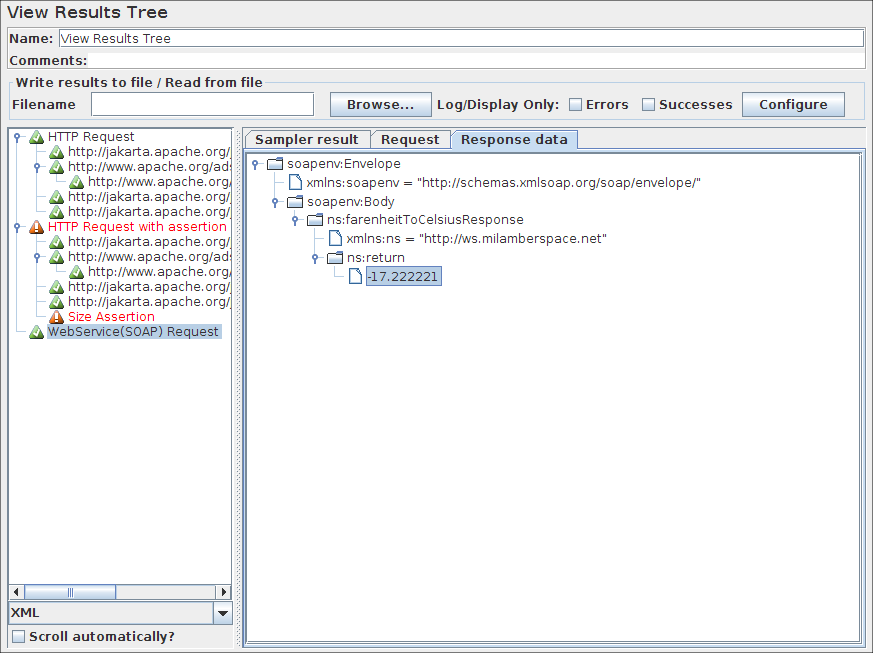 View Results Tree
Name: View Results Tree
Comments:
Write results to file / Read from file
Filename Browse... Log/Display Only: Errors Successes Configure
HTTP Request
http://jakarta.apache.org/
http://www.apache.org/ads
http://www.apache.org/
http://jakarta.apache.org/
http://jakarta.apache.org/
HTTP Request with assertion
http://jakarta.apache.org/
http://www.apache.org/ads
http://www.apache.org/
http://jakarta.apache.org/
http://jakarta.apache.org/
Size Assertion
WebService(SOAP) Request
XML
Scroll automatically?
Sampler result Request Response data
soapenv:Envelope
xmlns:soapenv = "http://schemas.xmlsoap.org/soap/envelope/"
soapenv:Body
ns:farenheitToCelsiusResponse
xmlns:ns = "http://ws.milamberspace.net"
ns:return
-17.222221